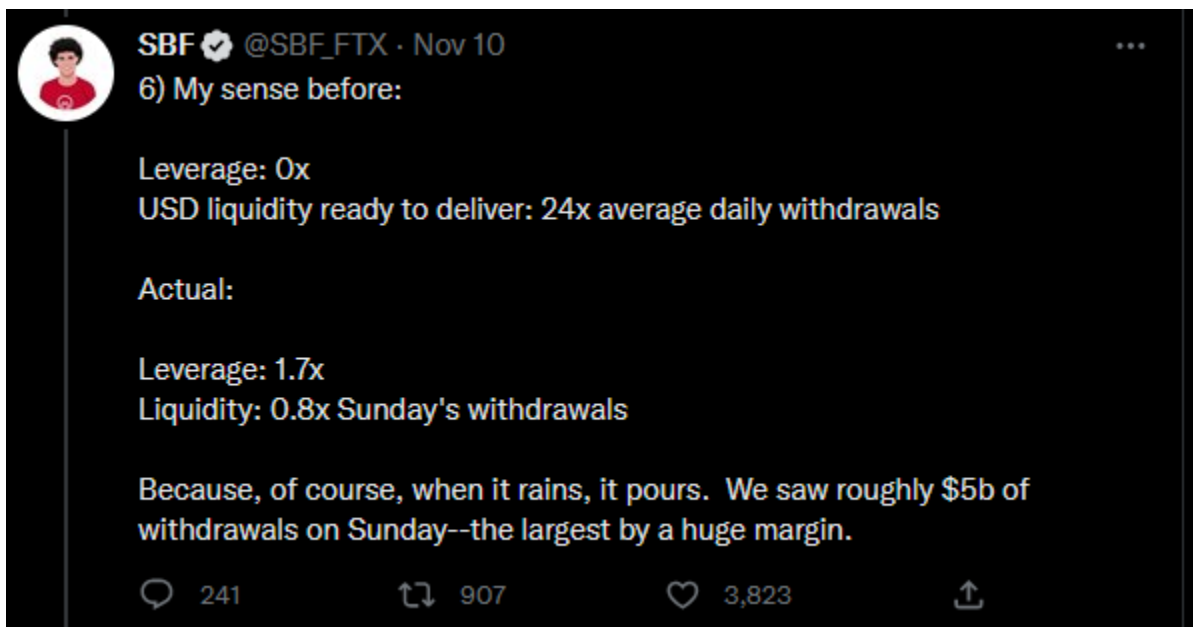 SBF @SBF_FTX · Nov 10
6) My sense before:
Leverage: 0x
USD liquidity ready to deliver: 24x average daily withdrawals
Actual:
Leverage: 1.7x
Liquidity: 0.8x Sunday's withdrawals
Because, of course, when it rains, it pours.  We saw roughly $5b of
withdrawals on Sunday--the largest by a huge margin.
241 907 3,823